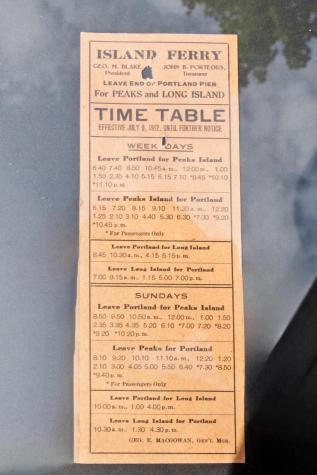 ISLAND FERRY
GEO. M. BLAKE, JOHN B. PORTEOUS,
President Treasurer
LEAVE END OF PORTLAND PIER
For PEAKS and LONG ISLAND
TIME TABLE
EFFECTIVE JULY 9, 1912, UNTIL FURTHER NOTICE
WEEK DAYS
Leave Portland for Peaks Island
6.40 7.40 8.50 10.45 a. m., 12.00 m., 1.00
1.50 2.35 4.10 5.15 6.15 7.10 *8.45 *10.10
*11.10 p. m.
Leave Peaks Island for Portland
6.15 7.20 8.15 9.10 11.20 a. m., 12.20
1.25 2.10 3.10 4.40 5.30 6.30 *7.30 *9.20
*10.45 p. m.
* For Passengers Only
Leave Portland for Long Island
6.45, 10.30 a. m., 4.15 6.15 p. m.
Leave Long Island for Portland
7.00 9.15 a. m., 1.15 5.00 7.00 p. m.
SUNDAYS
Leave Portland for Peaks Island
8.50 9.50 10.50 a. m., 12.00 m., 1.00 1.50
2.35 3.35 4.35 5.20 6.10 *7.00 7.20 *8.20
*9.20 *10.20 p. m.
Leave Peaks for Portland
8.10 9.20 10.10 11.10 a. m., 12.20 1.20
2.10 3.00 4.05 5.00 5.50 6.40 *7.30 *8.50
*9.40 p. m.
* For Passengers Only
Leave Portland for Long Island
10.00 a. m., 1.00 4.00 p. m.
Leave Long Island for Portland
10.30 a. m., 1.30 4.30 p. m.
GEO. E. MACGOWAN, GEN'L MGR.